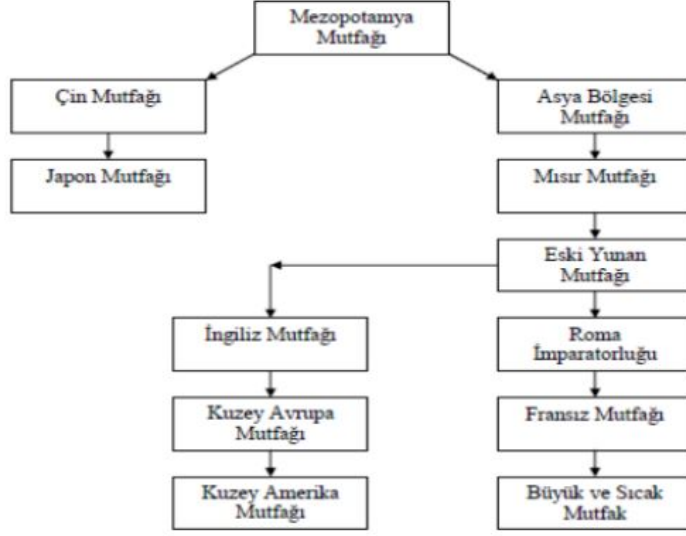 Mezopotamya
Mutfağı
Çin Mutfağı
Asya Bölgesi
Mutfağı
Japon Mutfağı
Mısır Mutfağı
Eski Yunan
Mutfağı
İngiliz Mutfağı
Roma
İmparatorluğu
Kuzey Avrupa
Mutfağı
Fransız Mutfağı
Kuzey Amerika
Mutfağı
Büyük ve Sıcak
Mutfak